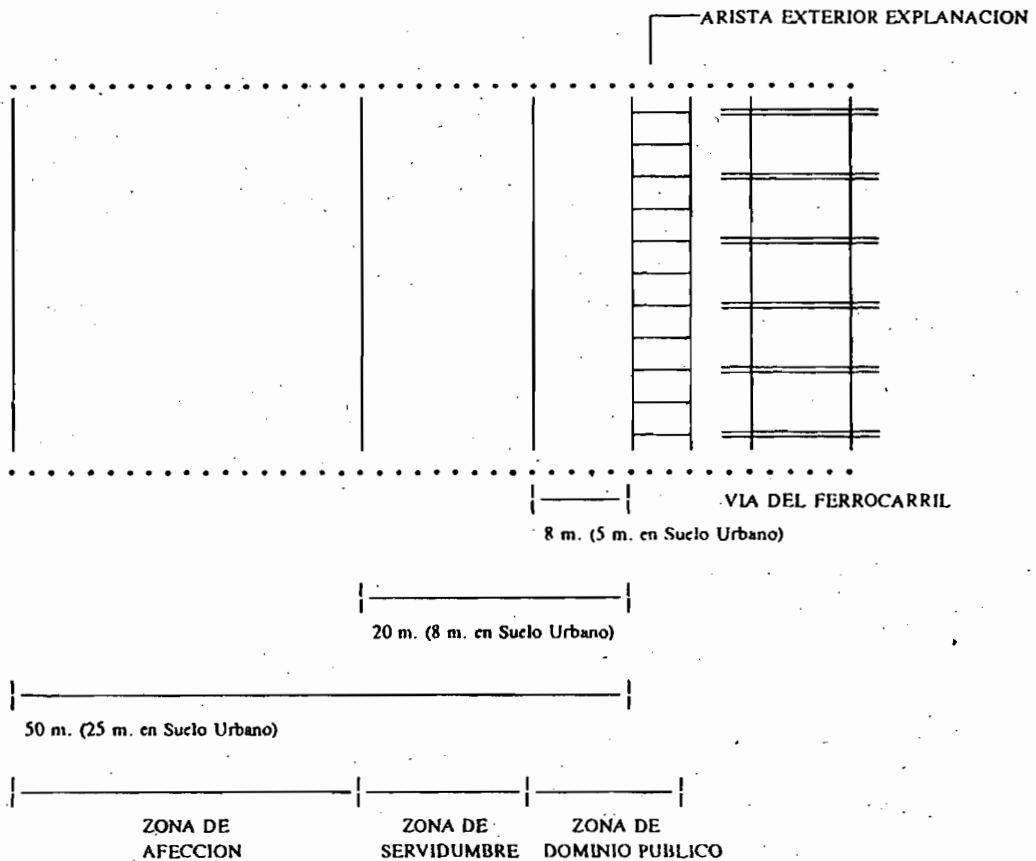 ARISTA EXTERIOR EXPLANACION
VIA DEL FERROCARRIL
8 m. (5 m. en Suelo Urbano)
20 m. (8 m. en Suelo Urbano)
50 m. (25 m. en Suelo Urbano)
ZONA DE
AFECCION
ZONA DE
SERVIDUMBRE
ZONA DE
DOMINIO PUBLICO